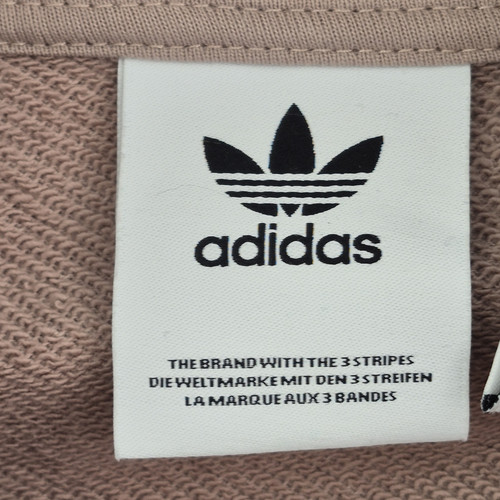 adidas
THE BRAND WITH THE 3 STRIPES
DIE WELTMARKE MIT DEN 3 STREIFEN
LA MARQUE AUX 3 BANDES